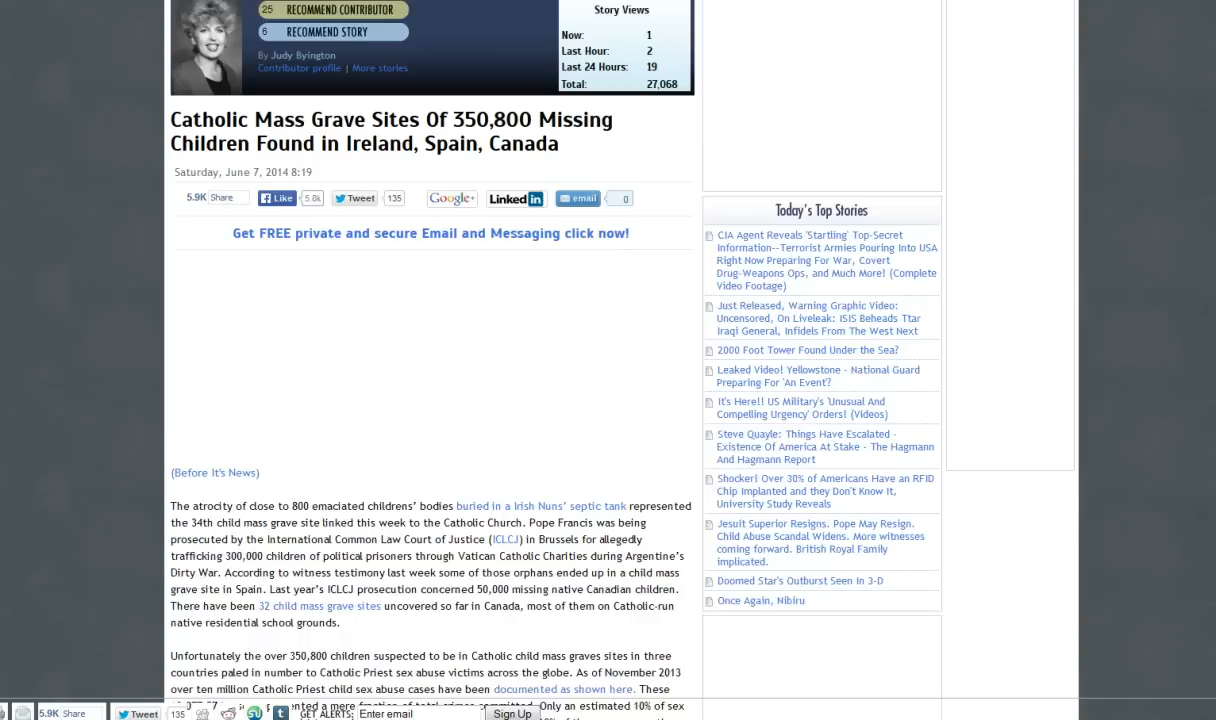 25 RECOMMEND CONTRIBUTOR
6 RECOMMEND STORY
By Judy Byington
Contributor profile | More stories
Story Views
Now: 1
Last Hour: 2
Last 24 Hours: 19
Total: 27,068
Catholic Mass Grave Sites Of 350,800 Missing
Children Found in Ireland, Spain, Canada
Saturday, June 7, 2014 8:19
5.9K Share Like 5.8k Tweet 135 Google+ Linked in email 0
Get FREE private and secure Email and Messaging click now!
(Before It's News)
The atrocity of close to 800 emaciated childrens' bodies buried in a Irish Nuns' septic tank represented
the 34th child mass grave site linked this week to the Catholic Church. Pope Francis was being
prosecuted by the International Common Law Court of Justice (ICLCJ) in Brussels for allegedly
trafficking 300,000 children of political prisoners through Vatican Catholic Charities during Argentine's
Dirty War. According to witness testimony last week some of those orphans ended up in a child mass
grave site in Spain. Last year's ICLCJ prosecution concerned 50,000 missing native Canadian children.
There have been 32 child mass grave sites uncovered so far in Canada, most of them on Catholic-run
native residential school grounds.
Unfortunately the over 350,800 children suspected to be in Catholic child mass graves sites in three
countries paled in number to Catholic Priest sex abuse victims across the globe. As of November 2013
over ten million Catholic Priest child sex abuse cases have been documented as shown here. These
a mere fraction of total crimes committed. Only an estimated 10% of sex
Today's Top Stories
CIA Agent Reveals 'Startling' Top-Secret
Information--Terrorist Armies Pouring Into USA
Right Now Preparing For War, Covert
Drug-Weapons Ops, and Much More! (Complete
Video Footage)
Just Released, Warning Graphic Video:
Uncensored, On Liveleak: ISIS Beheads Ttar
Iraqi General, Infidels From The West Next
2000 Foot Tower Found Under the Sea?
Leaked Video! Yellowstone - National Guard
Preparing For 'An Event'?
It's Here!! US Military's 'Unusual And
Compelling Urgency' Orders! (Videos)
Steve Quayle: Things Have Escalated -
Existence Of America At Stake - The Hagmann
And Hagmann Report
Shocker! Over 30% of Americans Have an RFID
Chip Implanted and they Don't Know It,
University Study Reveals
Jesuit Superior Resigns. Pope May Resign.
Child Abuse Scandal Widens. More witnesses
coming forward. British Royal Family
implicated.
Doomed Star's Outburst Seen In 3-D
Once Again, Nibiru
5.9K Share Tweet 135 GET ALERTS: Enter email Sign Up